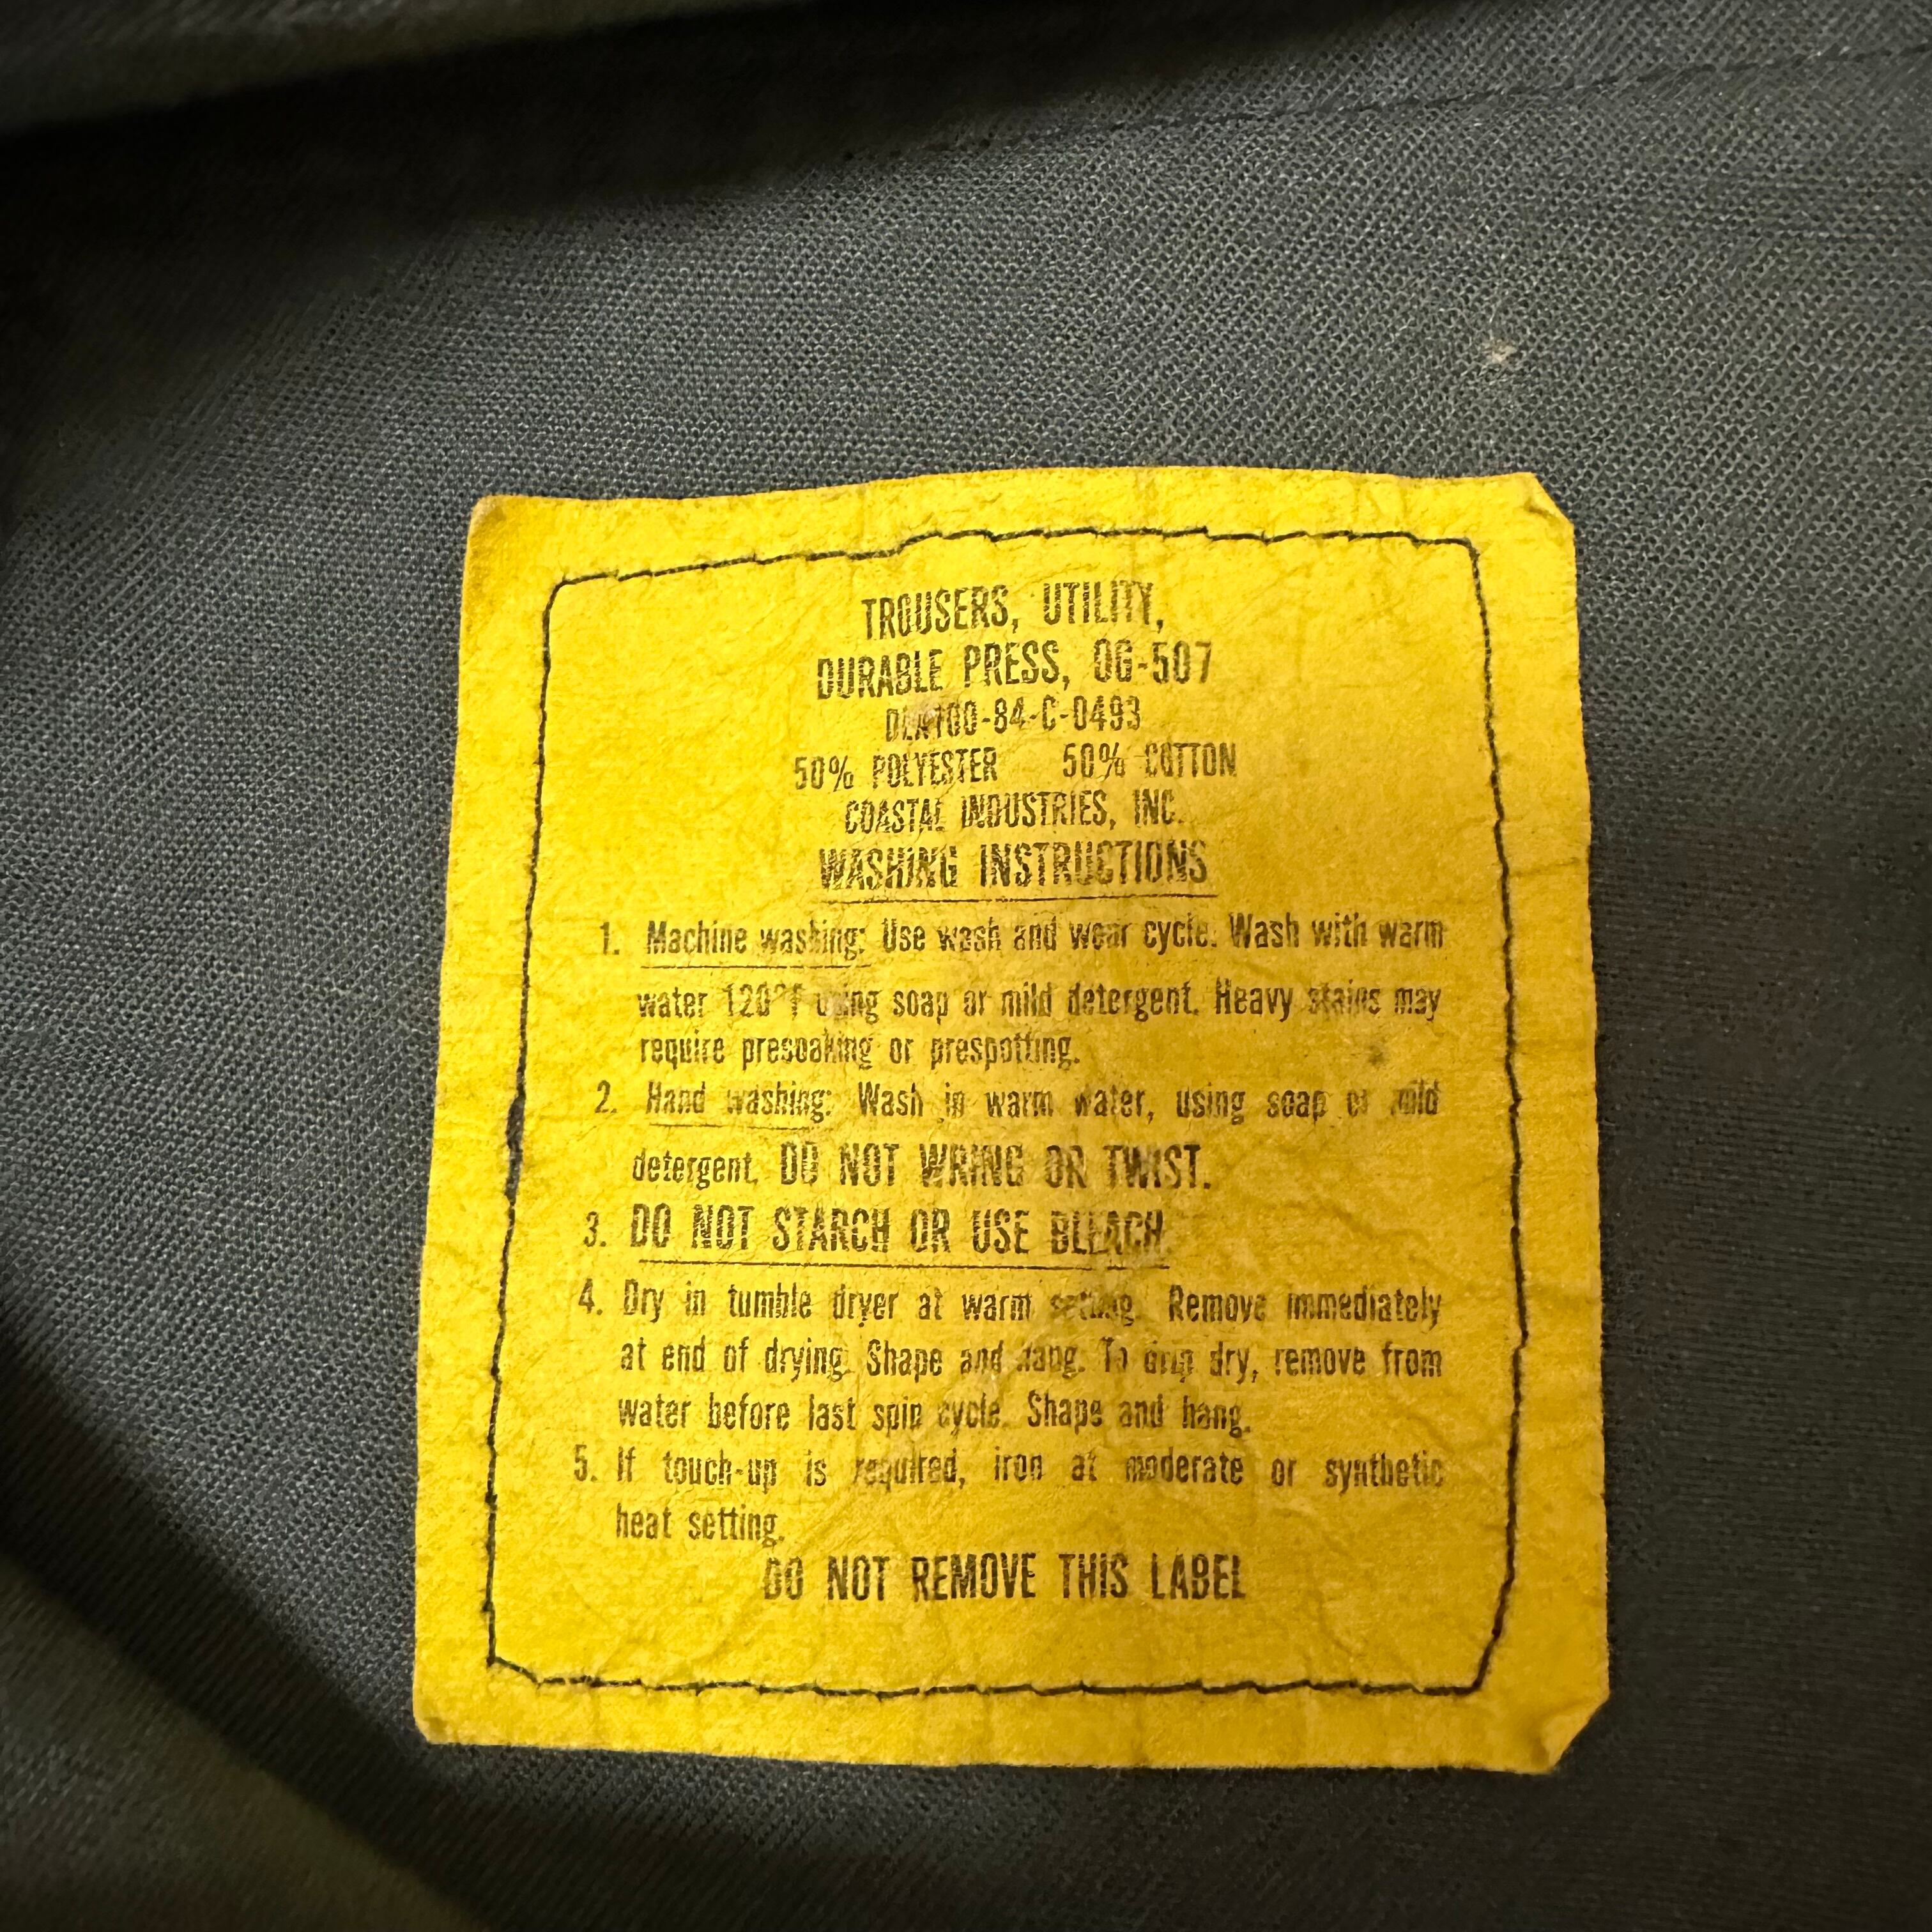 TROUSERS, UTILITY,
DURABLE PRESS, OG-507
DLA100-84-C-0493
50% POLYESTER 50% COTTON
COASTAL INDUSTRIES, INC.
WASHING INSTRUCTIONS
1. Machine washing: Use wash and wear cycle. Wash with warm
water 120°F using soap or mild detergent. Heavy stains may
require presoaking or prespotting.
2. Hand washing: Wash in warm water, using soap or mild
detergent. DO NOT WRING OR TWIST.
3. DO NOT STARCH OR USE BLEACH.
4. Dry in tumble dryer at warm setting. Remove immediately
at end of drying. Shape and hang. To drip dry, remove from
water before last spin cycle. Shape and hang.
5. If touch-up is required, iron at moderate or synthetic
heat setting.
DO NOT REMOVE THIS LABEL